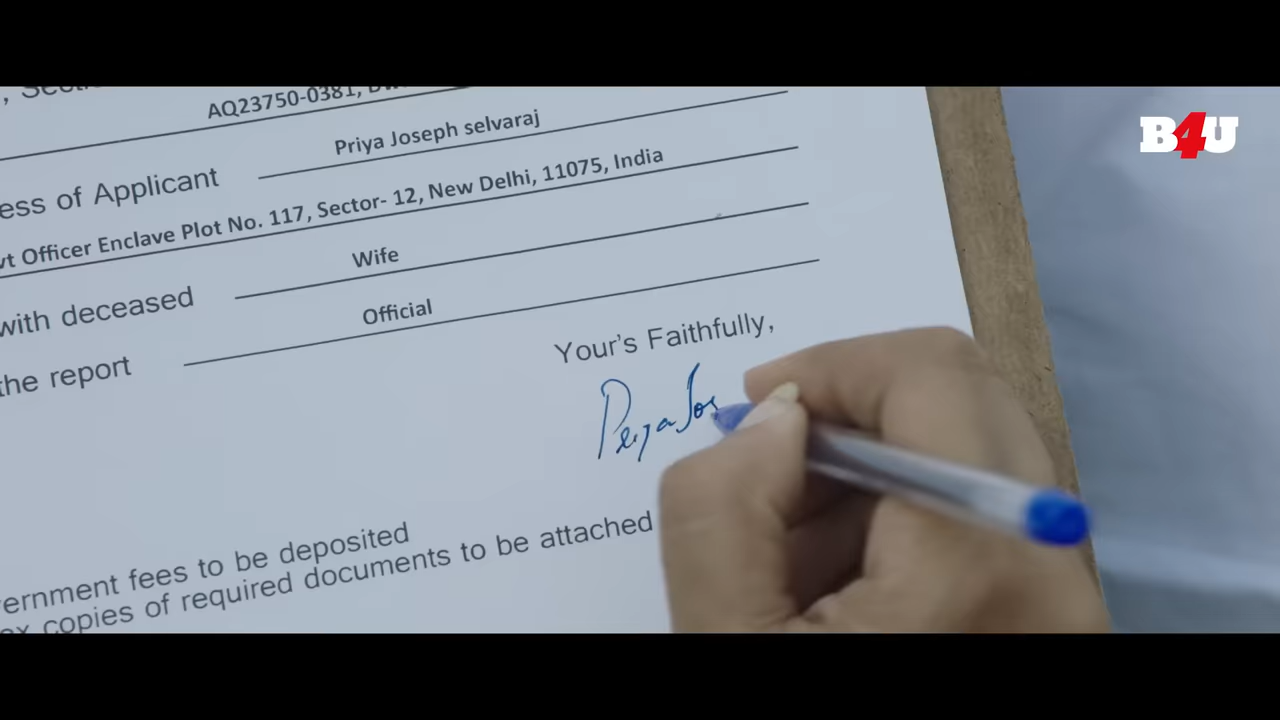 AQ23750-0381,
B4U
Priya Joseph selvaraj
ess of Applicant
vt Officer Enclave Plot No. 117, Sector- 12, New Delhi, 11075, India
Wife
with deceased
Official
the report
Your's Faithfully,
Priya Jos
ernment fees to be deposited
ox copies of required documents to be attached